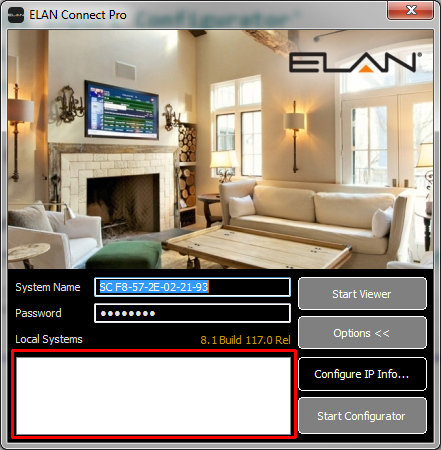 ELAN Connect Pro
ELAN
System Name
SC F8-57-2E-02-21-93
Start Viewer
Password
Options <<
Local Systems
8.1 Build 117.0 Rel
Configure IP Info...
Start Configurator